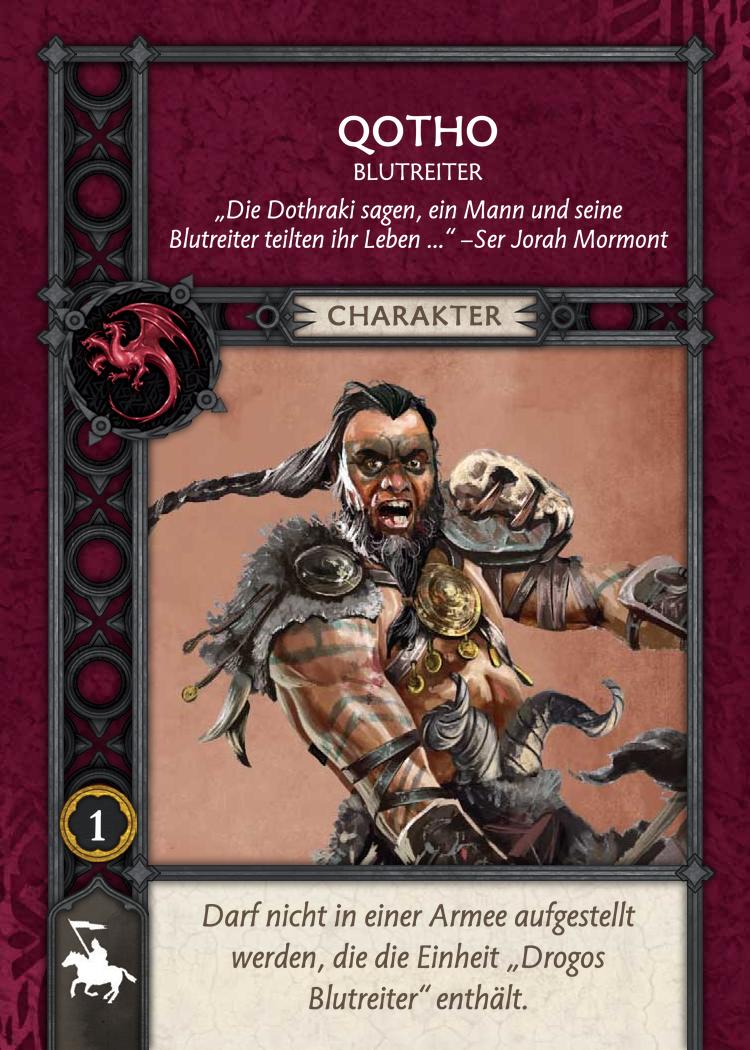 QOTHO
BLUTREITER
„Die Dothraki sagen, ein Mann und seine
Blutreiter teilten ihr Leben ...“ –Ser Jorah Mormont
CHARAKTER
1
Darf nicht in einer Armee aufgestellt
werden, die die Einheit „Drogos
Blutreiter“ enthält.